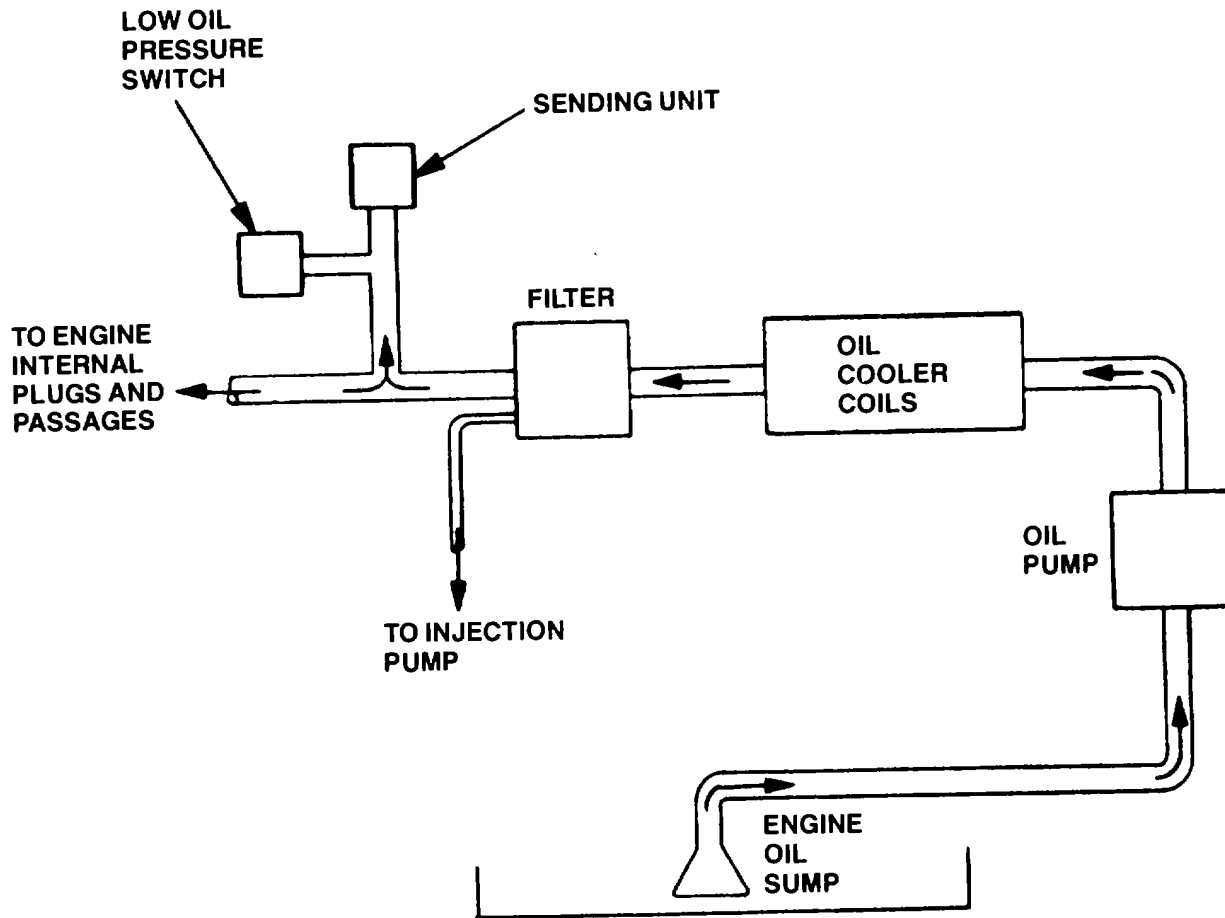 LOW OIL
PRESSURE
SWITCH
SENDING UNIT
FILTER
TO ENGINE
INTERNAL
PLUGS AND
PASSAGES
OIL
COOLER
COILS
OIL
PUMP
TO INJECTION
PUMP
ENGINE
OIL
SUMP